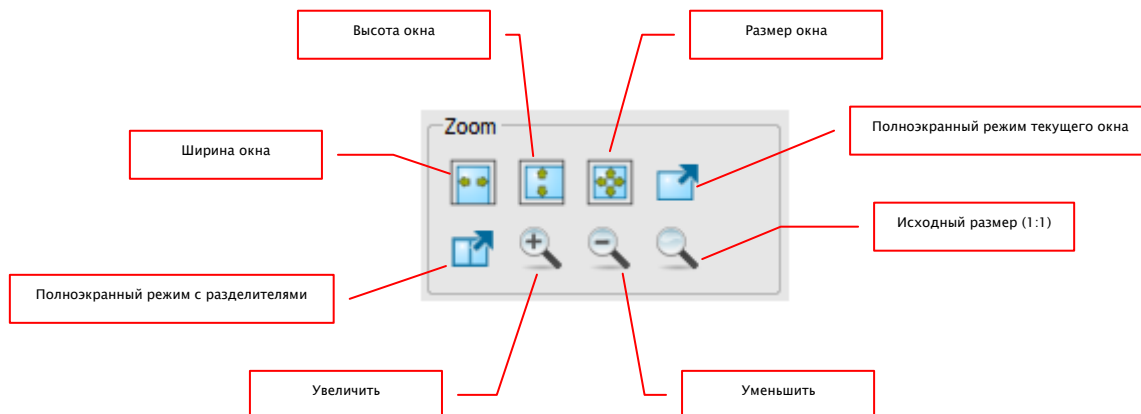 Высота окна
Размер окна
Zoom
Полноэкранный режим текущего окна
Ширина окна
Исходный размер (1:1)
Полноэкранный режим с разделителями
Увеличить
Уменьшить